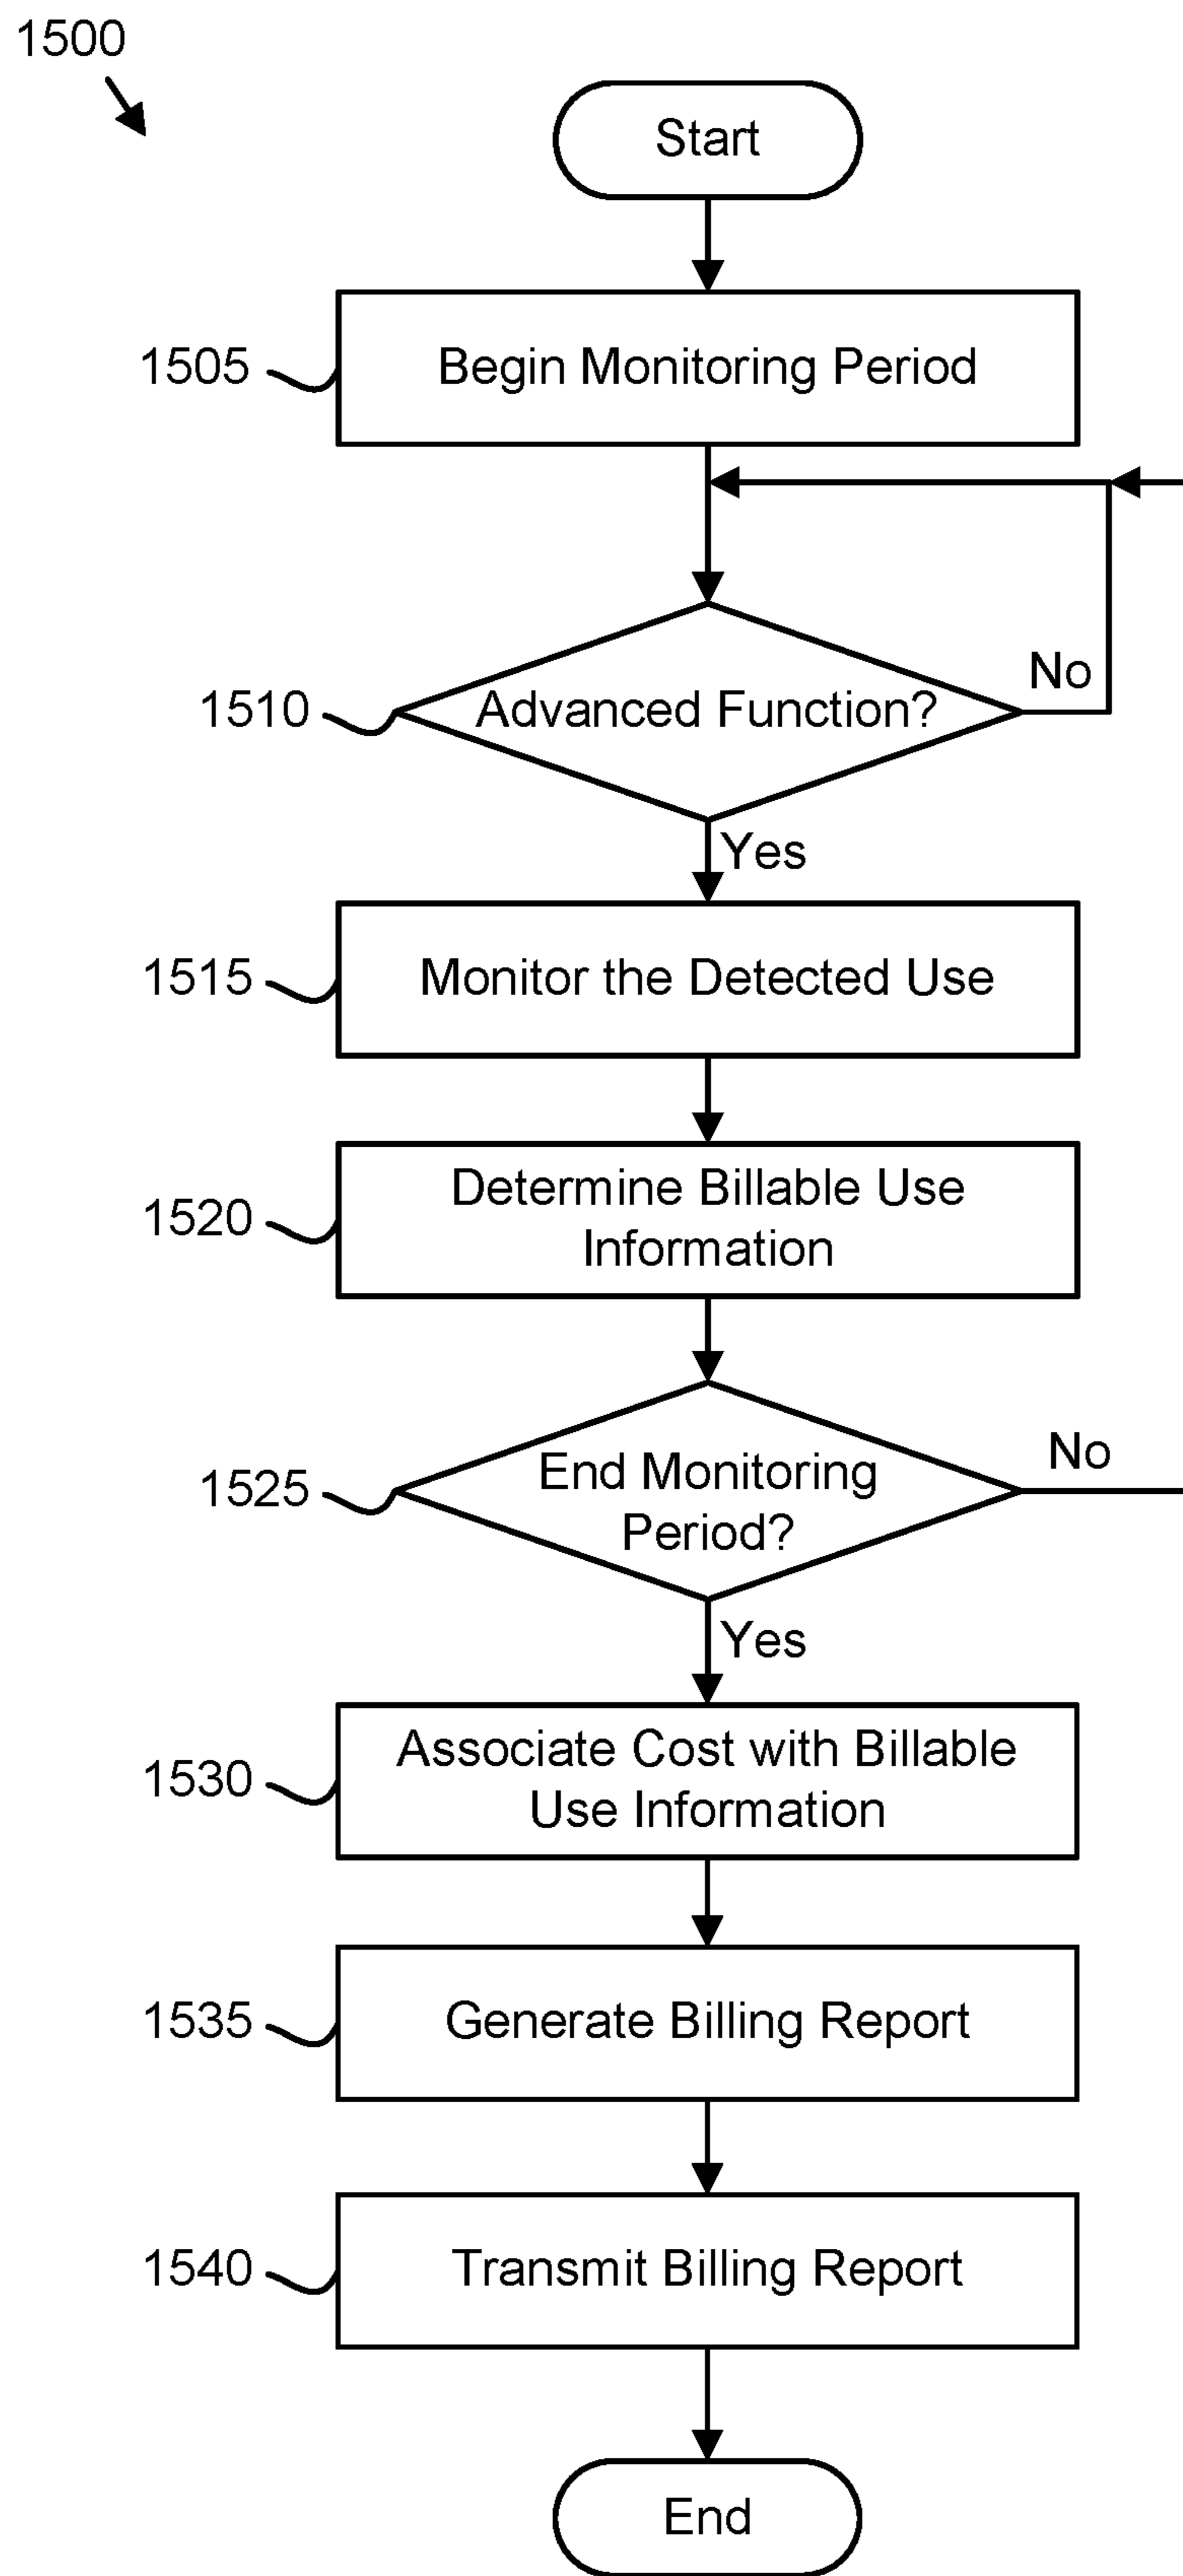 1500
Start
1505
Begin Monitoring Period
1510
Advanced Function?
No
Yes
1515
Monitor the Detected Use
1520
Determine Billable Use
Information
1525
End Monitoring
Period?
No
Yes
1530
Associate Cost with Billable
Use Information
1535
Generate Billing Report
1540
Transmit Billing Report
End